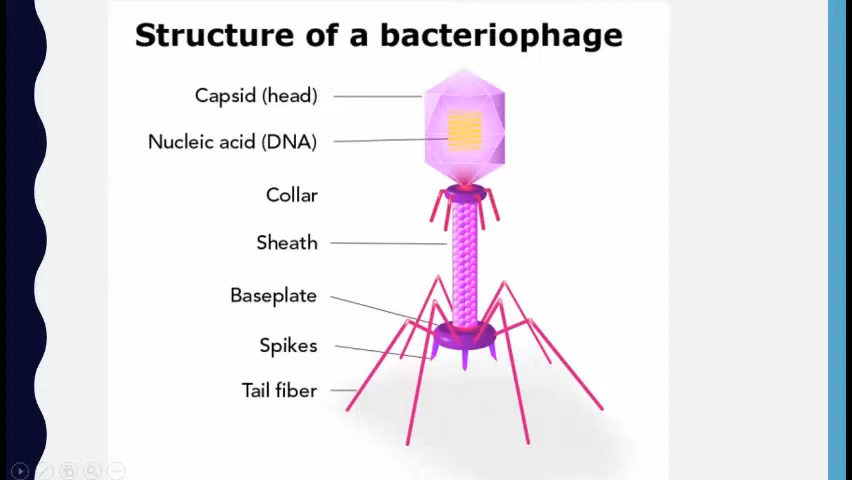 Structure of a bacteriophage
Capsid (head)
Nucleic acid (DNA)
Collar
Sheath
Baseplate
Spikes
Tail fiber